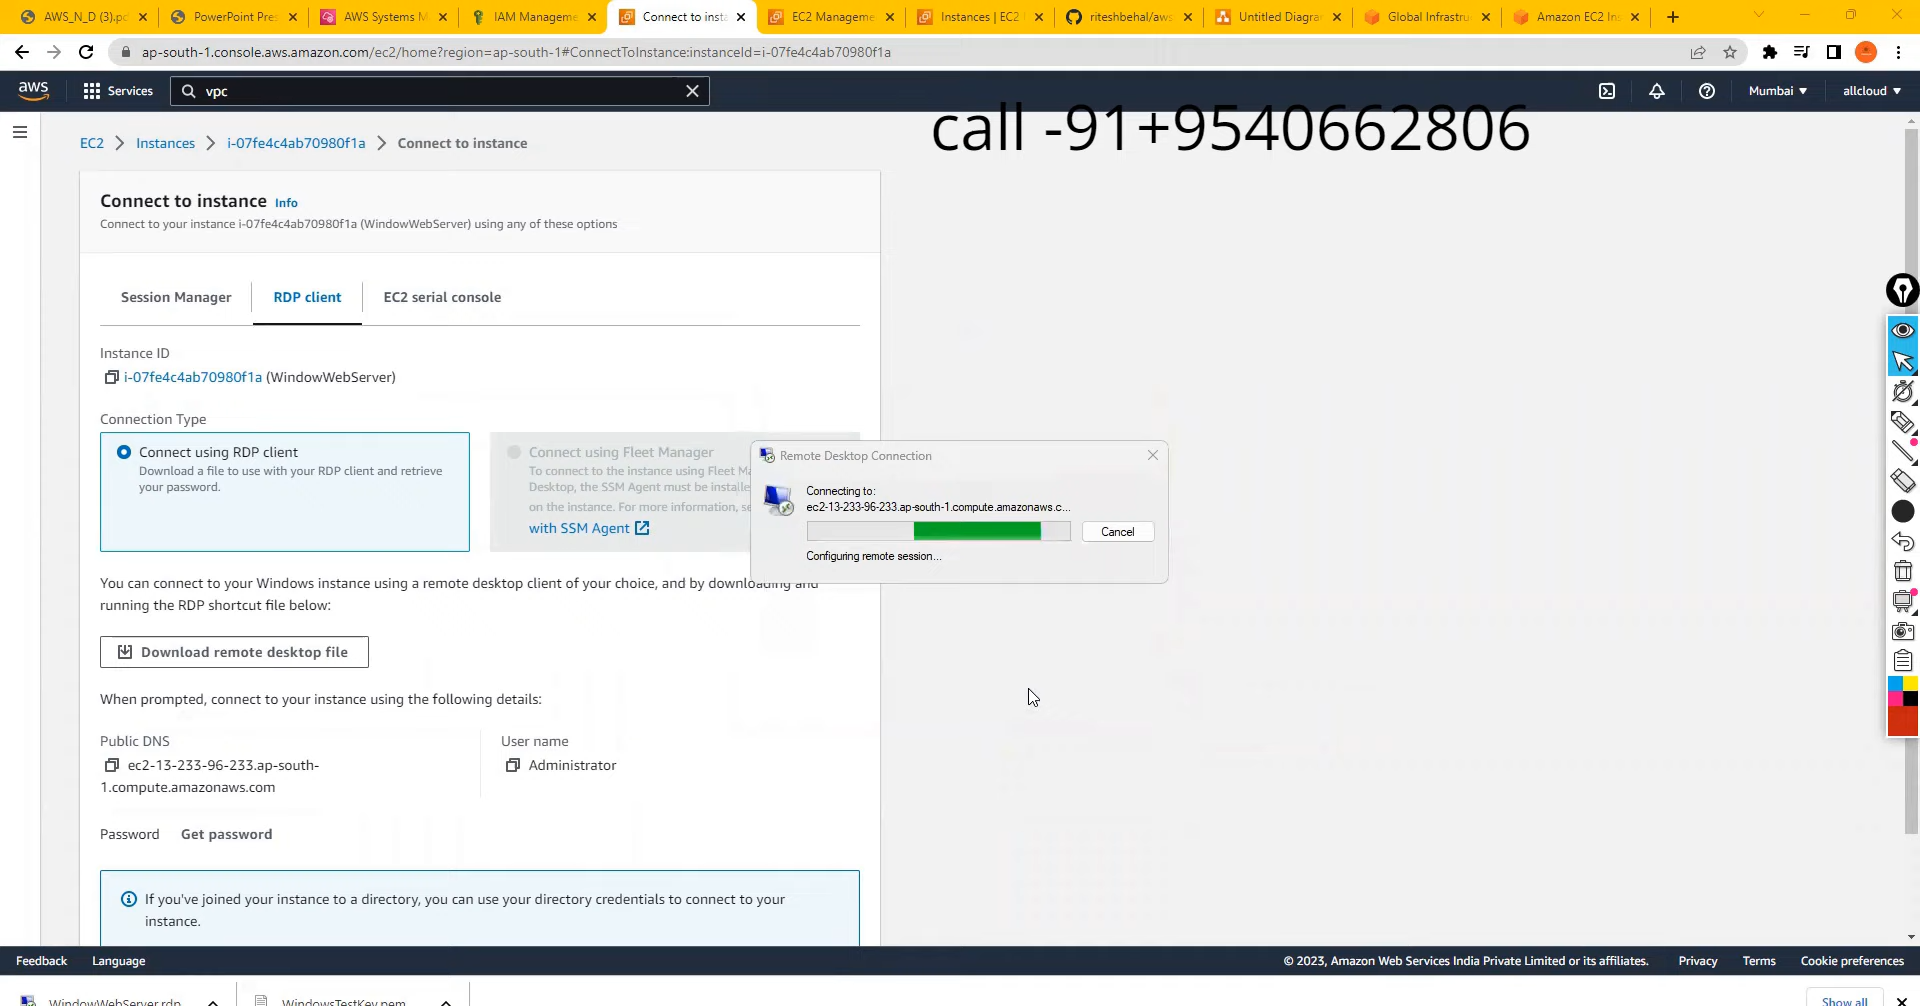 AWS_N_D (3).pd
PowerPoint Pres
AWS Systems M
IAM Manageme
Connect to insta
EC2 Manageme
Instances | EC2
riteshbehal/aws
Untitled Diagra
Global Infrastru
Amazon EC2 Ins
ap-south-1.console.aws.amazon.com/ec2/home?region=ap-south-1#ConnectToInstance:instanceId=i-07fe4c4ab70980f1a
aws
Services
vpc
Mumbai
allcloud
call -91+9540662806
EC2 > Instances > i-07fe4c4ab70980f1a > Connect to instance
Connect to instance Info
Connect to your instance i-07fe4c4ab70980f1a (WindowWebServer) using any of these options
Session Manager
RDP client
EC2 serial console
Instance ID
i-07fe4c4ab70980f1a (WindowWebServer)
Connection Type
Connect using RDP client
Download a file to use with your RDP client and retrieve
your password.
Connect using Fleet Manager
To connect to the instance using Fleet Ma
Desktop, the SSM Agent must be installe
on the instance. For more information, se
with SSM Agent
Remote Desktop Connection
Connecting to:
ec2-13-233-96-233.ap-south-1.compute.amazonaws.c...
Cancel
Configuring remote session...
You can connect to your Windows instance using a remote desktop client of your choice, and by downloading and
running the RDP shortcut file below:
Download remote desktop file
When prompted, connect to your instance using the following details:
Public DNS
ec2-13-233-96-233.ap-south-
1.compute.amazonaws.com
User name
Administrator
Password
Get password
If you've joined your instance to a directory, you can use your directory credentials to connect to your
instance.
Feedback
Language
© 2023, Amazon Web Services India Private Limited or its affiliates.
Privacy
Terms
Cookie preferences
WindowWebServer.rdp
WindowsTestKey.pem
Show all